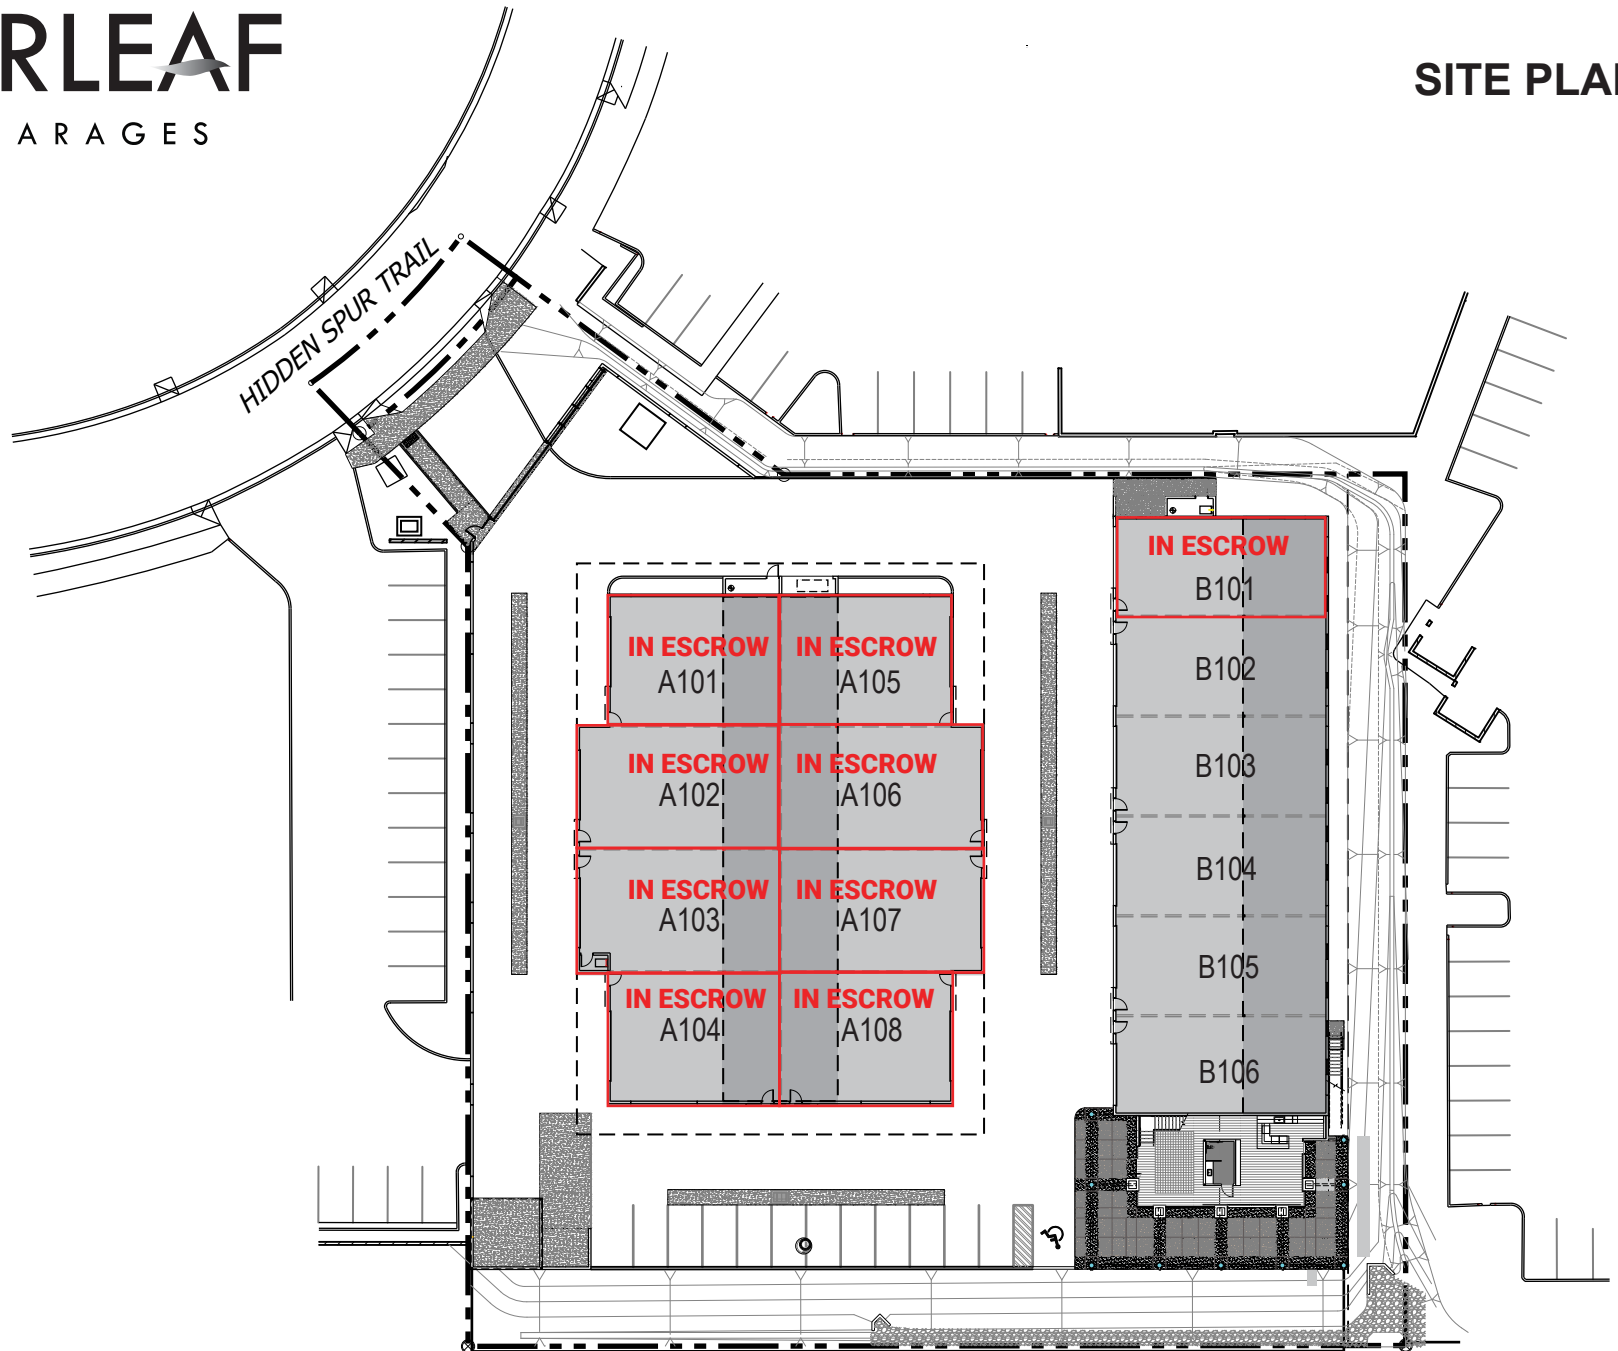 RLEAF
ARAGES
SITE PLAN
HIDDEN SPUR TRAIL
IN ESCROW
B101
B102
B103
B104
B105
B106
IN ESCROW
A101
IN ESCROW
A105
IN ESCROW
A102
IN ESCROW
A106
IN ESCROW
A103
IN ESCROW
A107
IN ESCROW
A104
IN ESCROW
A108